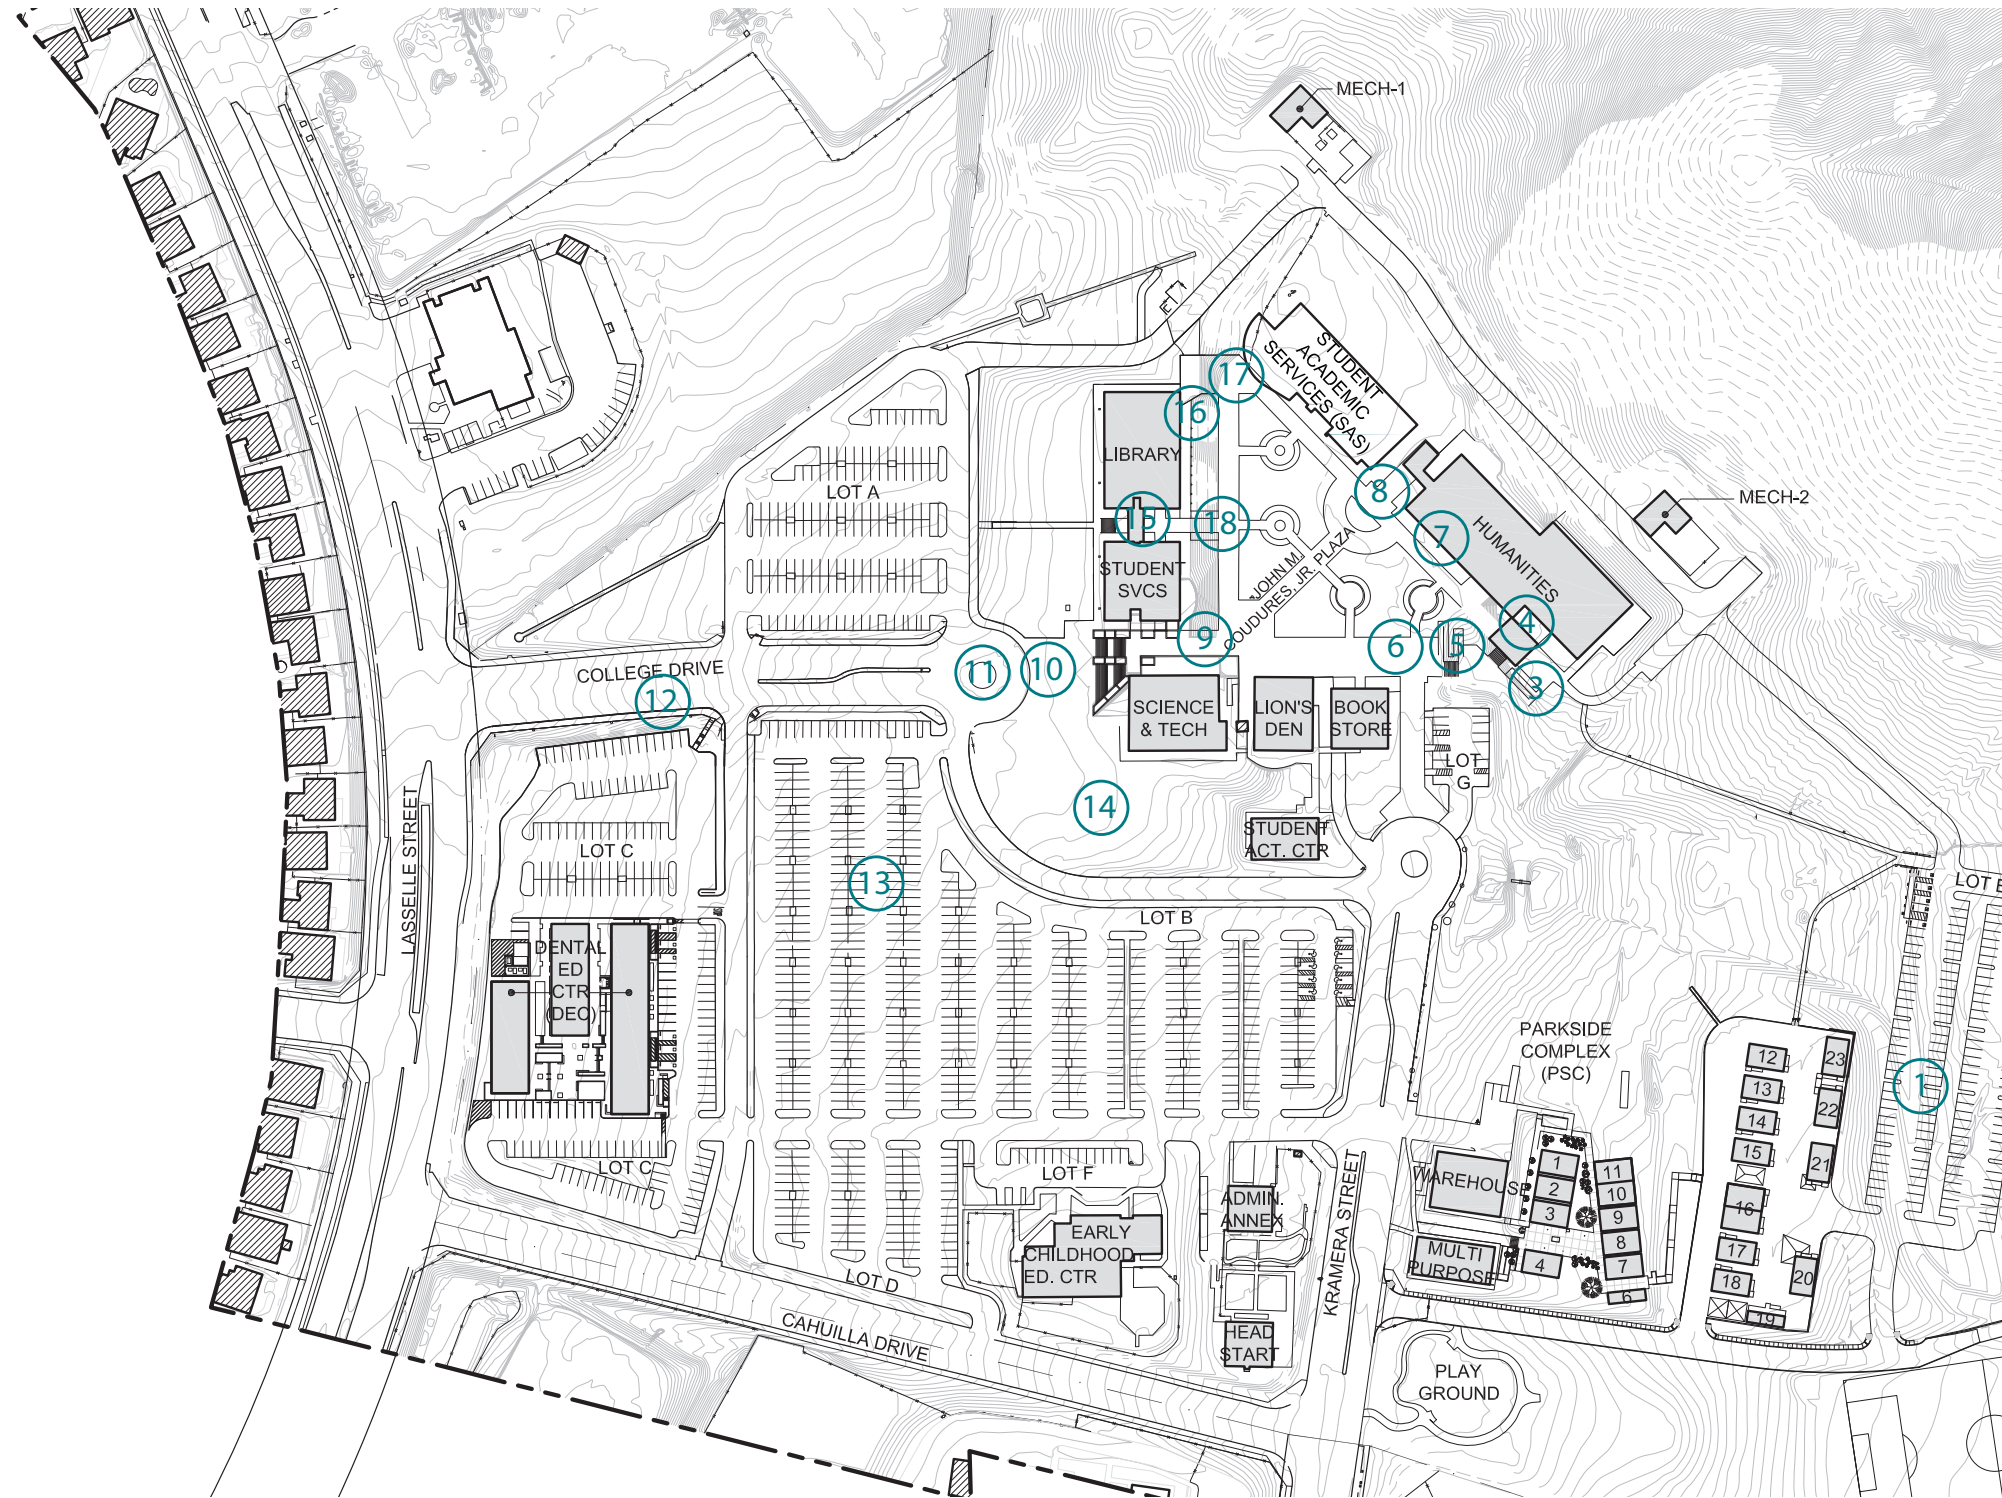 MECH-1
STUDENT
ACADEMIC
SERVICES (SAS)
17
16
LIBRARY
LOT A
8
MECH-2
15
18
7
HUMANITIES
STUDENT
SVCS
JOHN M.
COUDURES, JR. PLAZA
4
9
6
5
COLLEGE DRIVE
11
10
3
12
SCIENCE
& TECH
LION'S
DEN
BOOK
STORE
LOT
G
14
STUDENT
ACT. CTR
LASSELLE STREET
LOT C
13
LOT B
LOT E
DENTAL
ED
CTR
(DEC)
PARKSIDE
COMPLEX
(PSC)
1
12
13
14
15
16
17
18
19
20
21
22
23
LOT C
LOT F
WAREHOUSE
1
2
3
4
11
10
9
8
7
6
ADMIN.
ANNEX
EARLY
CHILDHOOD
ED. CTR
MULTI
PURPOSE
KRAMERA STREET
LOT D
CAHUILLA DRIVE
HEAD
START
PLAY
GROUND